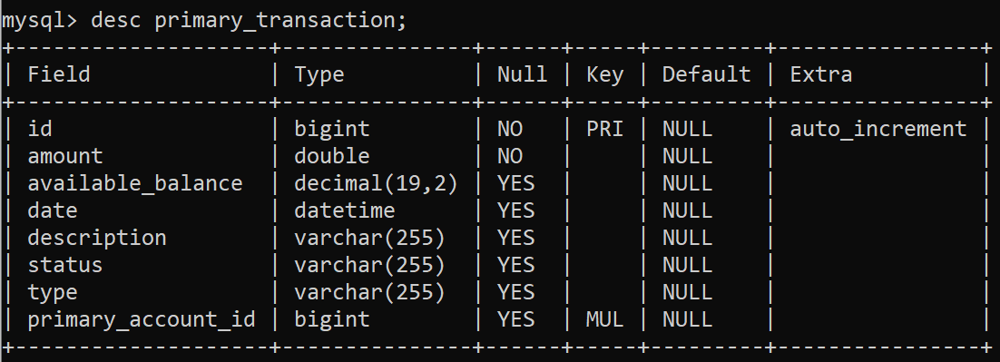 mysql> desc primary_transaction;
+--------------------+---------------+------+-----+---------+----------------+
| Field              | Type          | Null | Key | Default | Extra          |
+--------------------+---------------+------+-----+---------+----------------+
| id                 | bigint        | NO   | PRI | NULL    | auto_increment |
| amount             | double        | NO   |     | NULL    |                |
| available_balance  | decimal(19,2) | YES  |     | NULL    |                |
| date               | datetime      | YES  |     | NULL    |                |
| description        | varchar(255)  | YES  |     | NULL    |                |
| status             | varchar(255)  | YES  |     | NULL    |                |
| type               | varchar(255)  | YES  |     | NULL    |                |
| primary_account_id | bigint        | YES  | MUL | NULL    |                |
+--------------------+---------------+------+-----+---------+----------------+